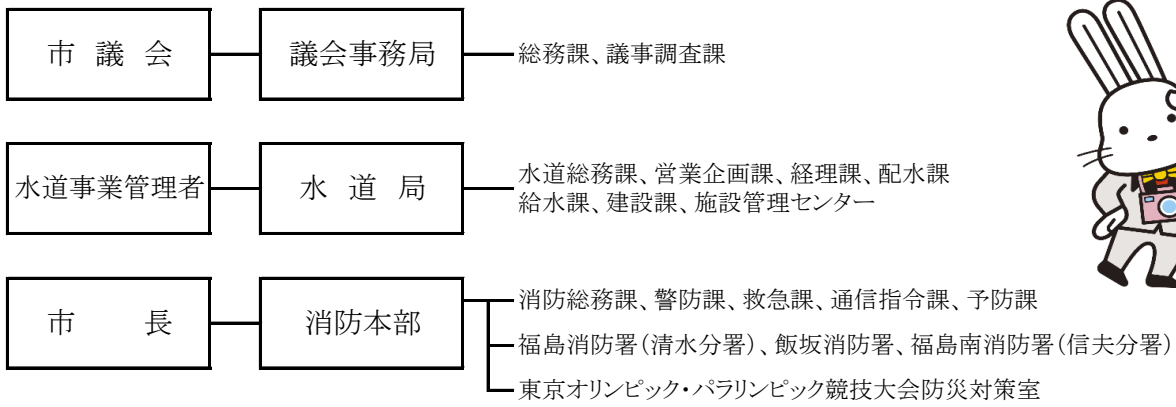 市議会
議会事務局
総務課、議事調査課
水道事業管理者
水道局
水道総務課、営業企画課、経理課、配水課
給水課、建設課、施設管理センター
市長
消防本部
消防総務課、警防課、救急課、通信指令課、予防課
福島消防署(清水分署)、飯坂消防署、福島南消防署(信夫分署)
東京オリンピック・パラリンピック競技大会防災対策室